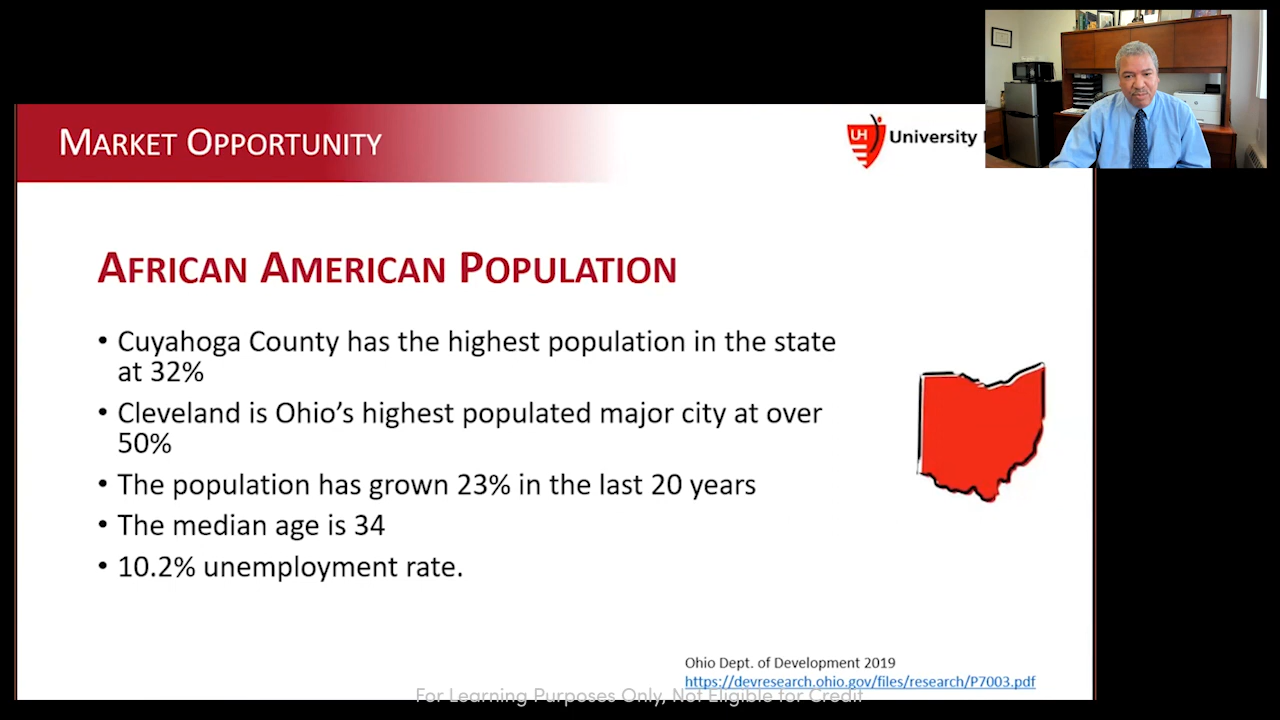 MARKET OPPORTUNITY
UH University
AFRICAN AMERICAN POPULATION
• Cuyahoga County has the highest population in the state
at 32%
• Cleveland is Ohio's highest populated major city at over
50%
• The population has grown 23% in the last 20 years
• The median age is 34
• 10.2% unemployment rate.
Ohio Dept. of Development 2019
https://devresearch.ohio.gov/files/research/P7003.pdf
For Learning Purposes Only, Not Eligible for Credit